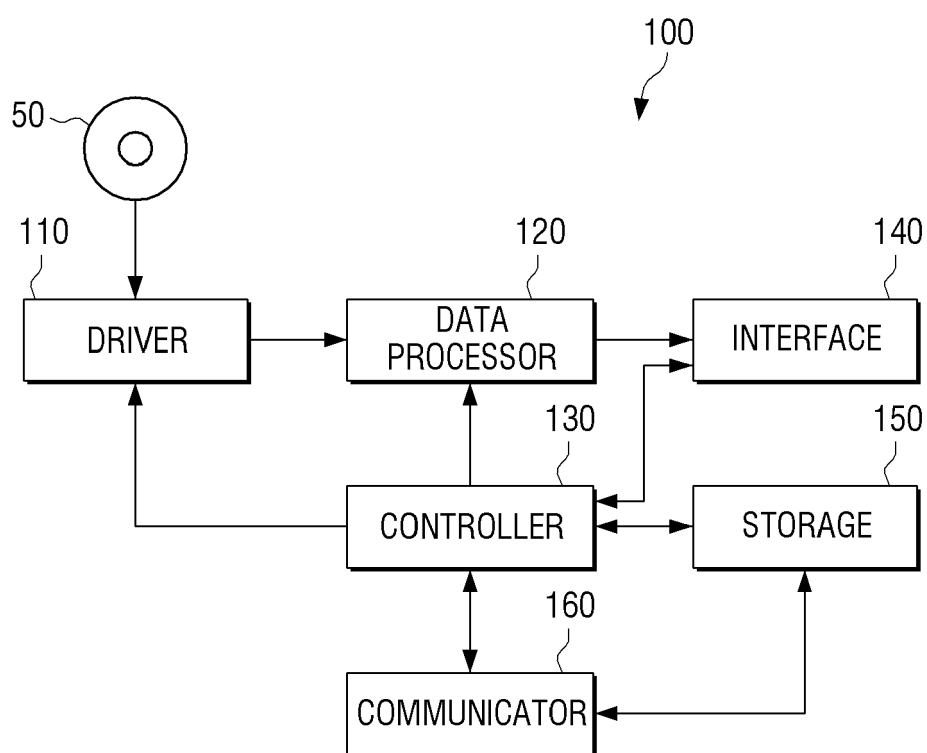 100
50
110
120
140
DRIVER
DATA
PROCESSOR
INTERFACE
130
150
CONTROLLER
STORAGE
160
COMMUNICATOR